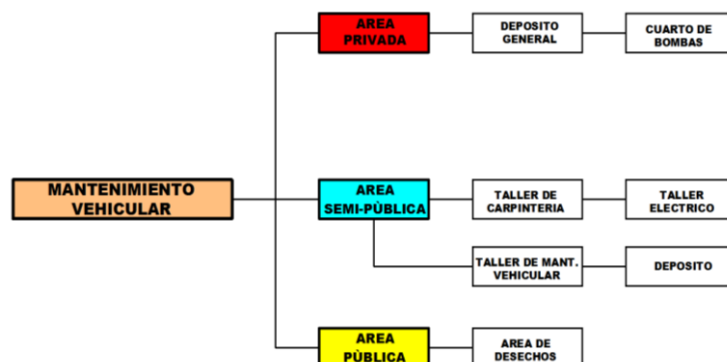 AREA
PRIVADA
DEPOSITO
GENERAL
CUARTO DE
BOMBAS
MANTENIMIENTO
VEHICULAR
AREA
SEMI-PÙBLICA
TALLER DE
CARPINTERIA
TALLER
ELECTRICO
TALLER DE MANT.
VEHICULAR
DEPOSITO
AREA
PÙBLICA
AREA DE
DESECHOS